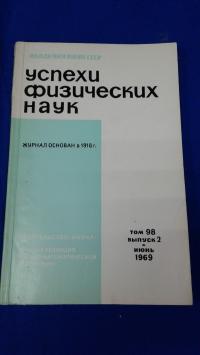 АКАДЕМИЯ НАУК СССР
УСПЕХИ
ФИЗИЧЕСКИХ
НАУК
ЖУРНАЛ ОСНОВАН В 1918 г.
ТОМ 98
ВЫПУСК 2
ИЮНЬ
1969